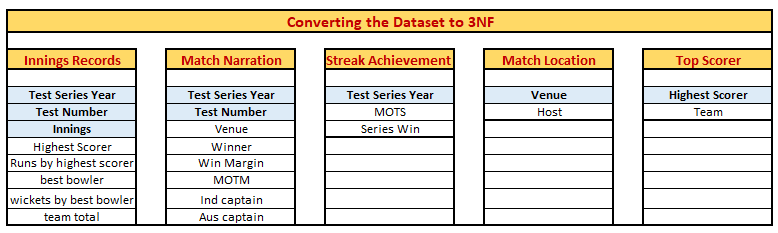 Converting the Dataset to 3NF
Innings Records
Test Series Year
Test Number
Innings
Highest Scorer
Runs by highest scorer
best bowler
wickets by best bowler
team total
Match Narration
Test Series Year
Test Number
Venue
Winner
Win Margin
MOTM
Ind captain
Aus captain
Streak Achievement
Test Series Year
MOTS
Series Win
Match Location
Venue
Host
Top Scorer
Highest Scorer
Team